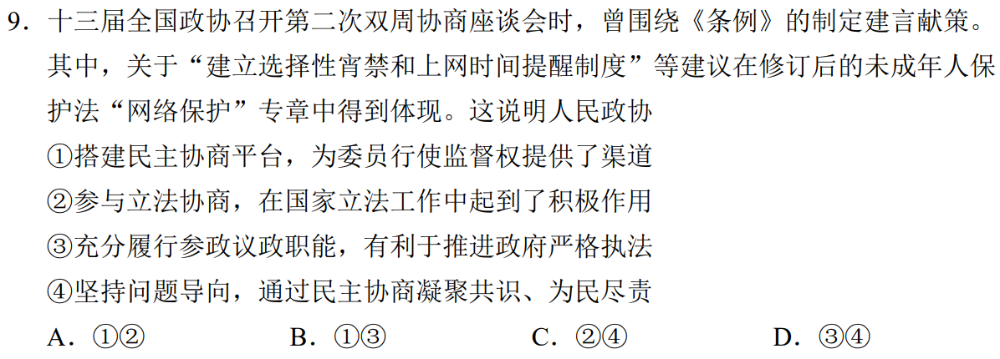 9．十三届全国政协召开第二次双周协商座谈会时，曾围绕《条例》的制定建言献策。
其中，关于“建立选择性宵禁和上网时间提醒制度”等建议在修订后的未成年人保
护法“网络保护”专章中得到体现。这说明人民政协
①搭建民主协商平台，为委员行使监督权提供了渠道
②参与立法协商，在国家立法工作中起到了积极作用
③充分履行参政议政职能，有利于推进政府严格执法
④坚持问题导向，通过民主协商凝聚共识、为民尽责
A．①② B．①③ C．②④ D．③④